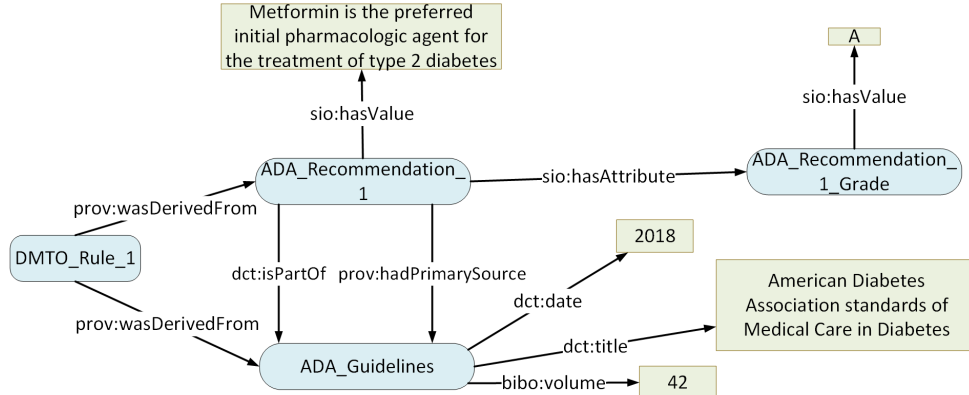 Metformin is the preferred
initial pharmacologic agent for
the treatment of type 2 diabetes
A
sio:hasValue
sio:hasValue
ADA_Recommendation_
1
sio:hasAttribute
ADA_Recommendation_
1_Grade
prov:wasDerivedFrom
DMTO_Rule_1
2018
dct:isPartOf
prov:hadPrimarySource
American Diabetes
Association standards of
Medical Care in Diabetes
dct:date
prov:wasDerivedFrom
dct:title
ADA_Guidelines
bibo:volume
42